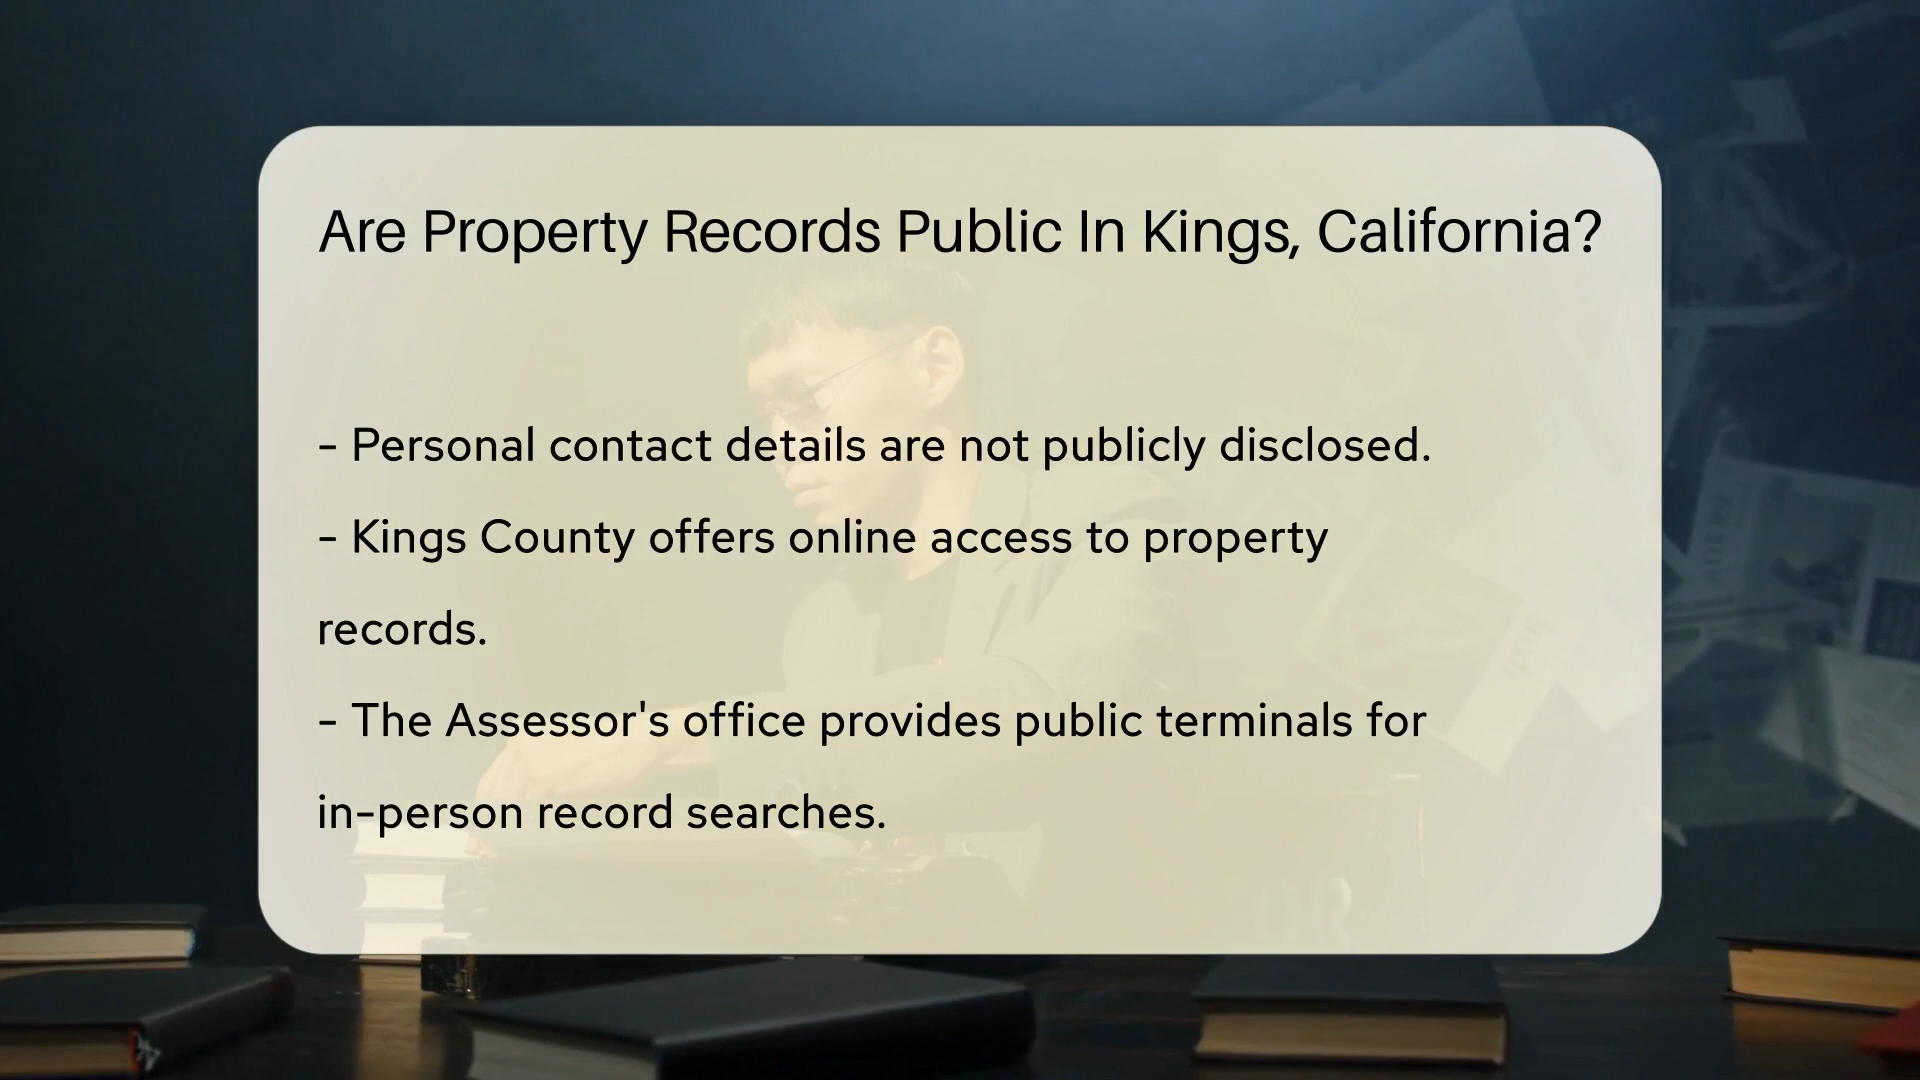 Are Property Records Public In Kings, California?
- Personal contact details are not publicly disclosed.
- Kings County offers online access to property
records.
- The Assessor's office provides public terminals for
in-person record searches.